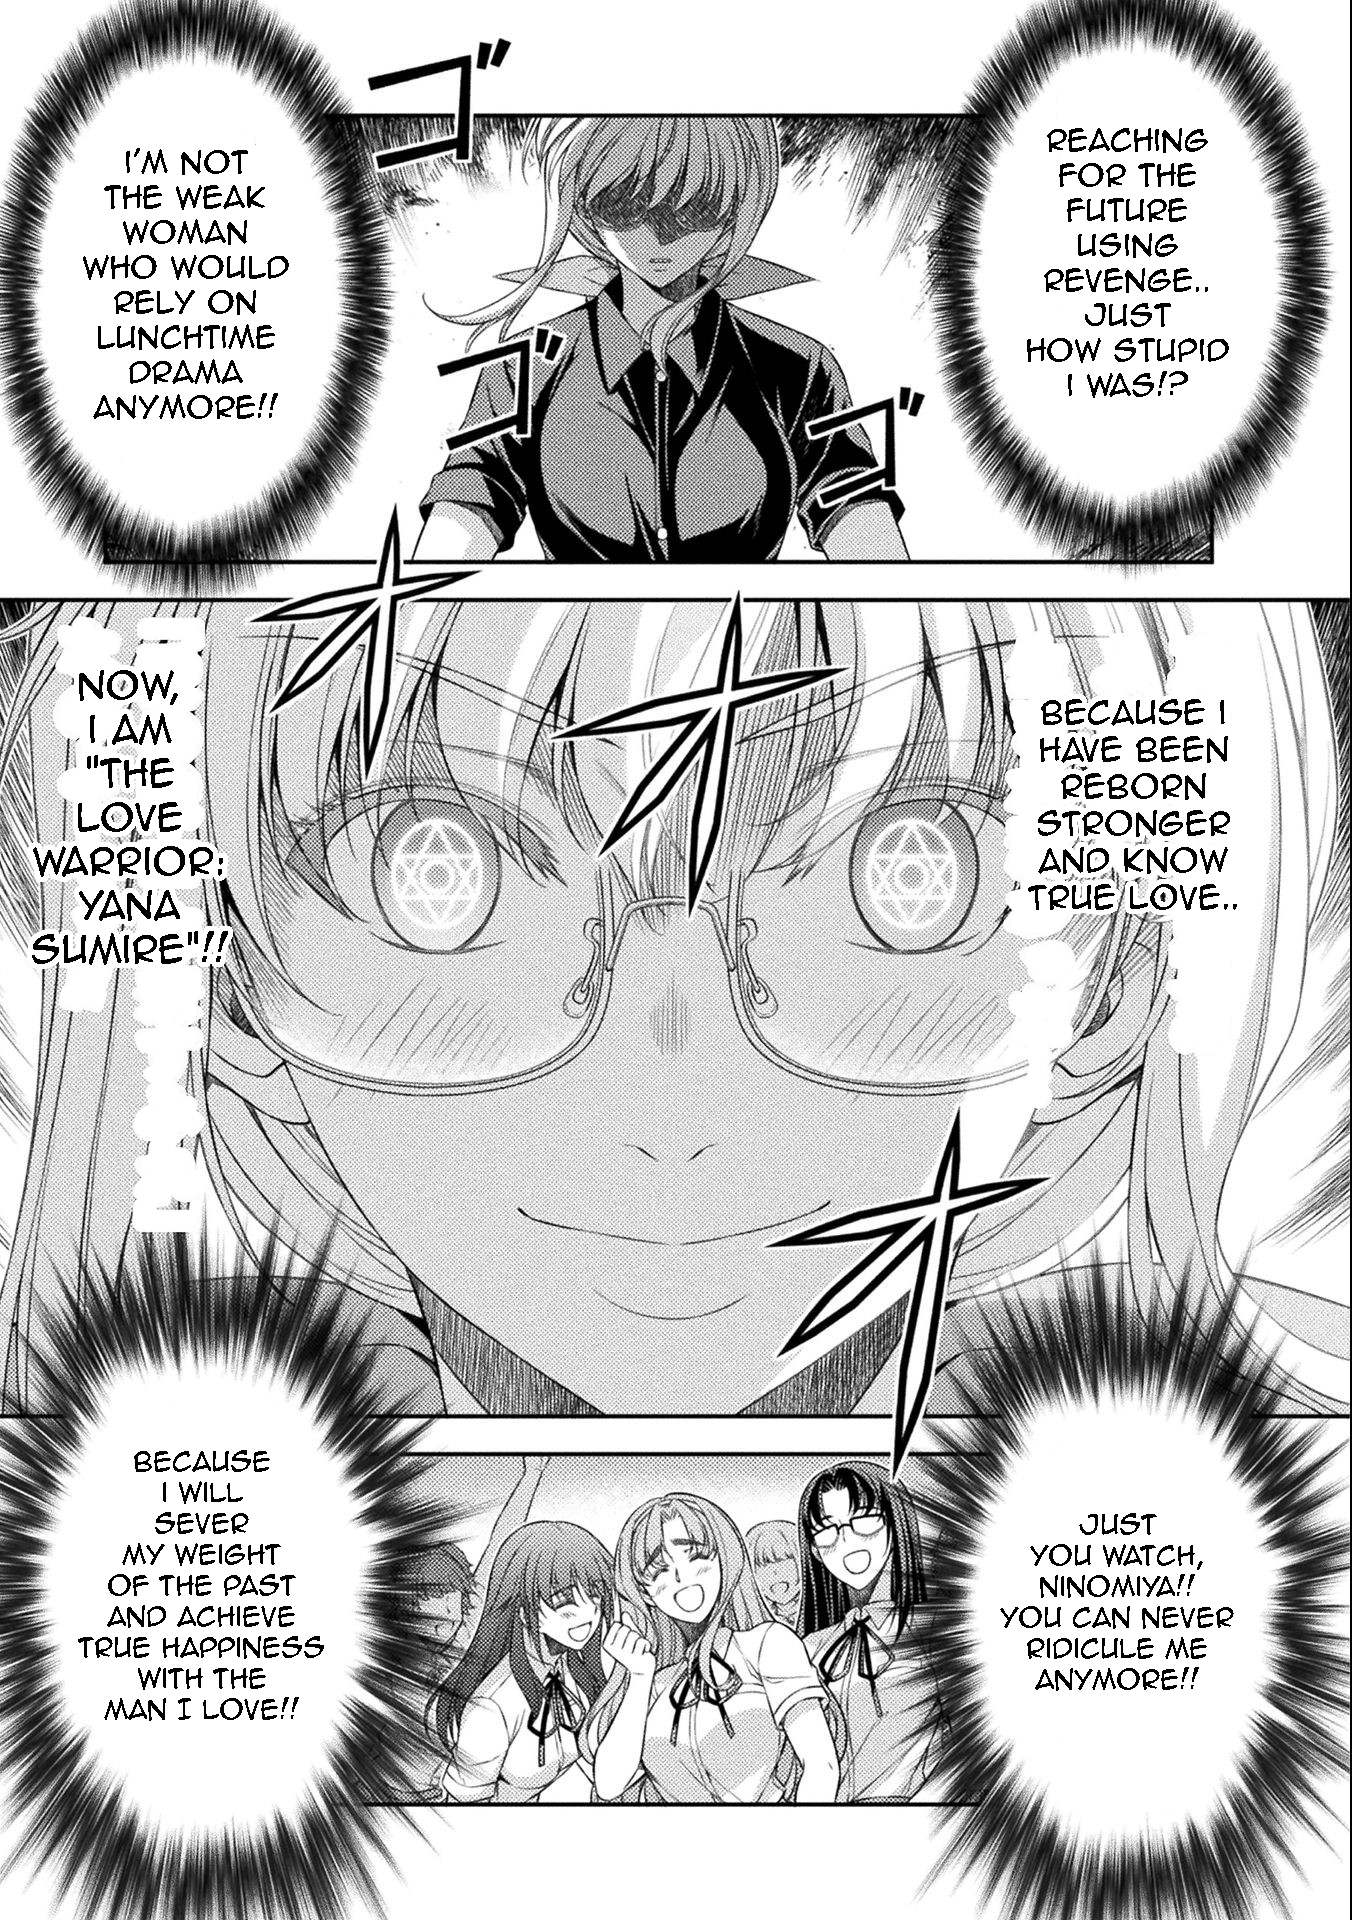 REACHING
FOR THE
FUTURE
USING
REVENGE..
JUST
HOW STUPID
I WAS!?
ゴ゛
ゴ゛
ゴ゛
I'M NOT
THE WEAK
WOMAN
WHO WOULD
RELY ON
LUNCHTIME
DRAMA
ANYMORE!!
BECAUSE I
HAVE BEEN
REBORN
STRONGER
AND KNOW
TRUE LOVE..
オ
オ
オ
NOW,
I AM
"THE
LOVE
WARRIOR:
YANA
SUMIRE"!!
JUST
YOU WATCH,
NINOMIYA!!
YOU CAN NEVER
RIDICULE ME
ANYMORE!!
BECAUSE
I WILL
SEVER
MY WEIGHT
OF THE PAST
AND ACHIEVE
TRUE HAPPINESS
WITH THE
MAN I LOVE!!